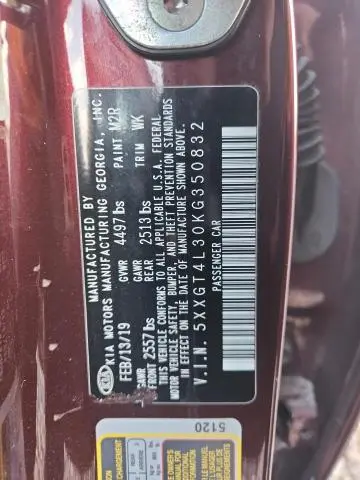 MANUFACTURED BY
KIA KIA MOTORS MANUFACTURING GEORGIA, INC.
FEB/13/19 GVWR 4497lbs PAINT M2R
GAWR FRONT 2557lbs GAWR REAR 2513lbs TRIM WK
THIS VEHICLE CONFORMS TO ALL APPLICABLE U.S.A. FEDERAL
MOTOR VEHICLE SAFETY, BUMPER, AND THEFT PREVENTION STANDARDS
IN EFFECT ON THE DATE OF MANUFACTURE SHOWN ABOVE.
V.I.N. 5XXGT4L30KG350832
PASSENGER CAR
5120